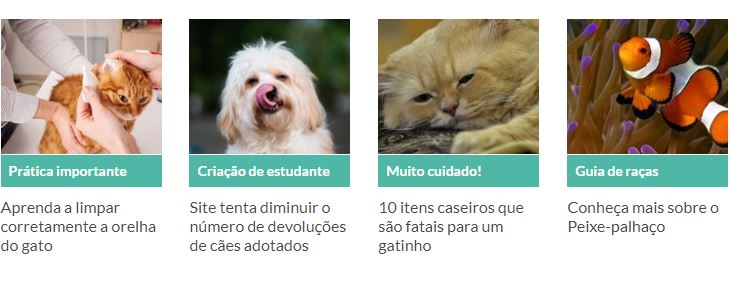 Prática importante
Aprenda a limpar
corretamente a orelha
do gato
Criação de estudante
Site tenta diminuir o
número de devoluções
de cães adotados
Muito cuidado!
10 itens caseiros que
são fatais para um
gatinho
Guia de raças
Conheça mais sobre o
Peixe-palhaço